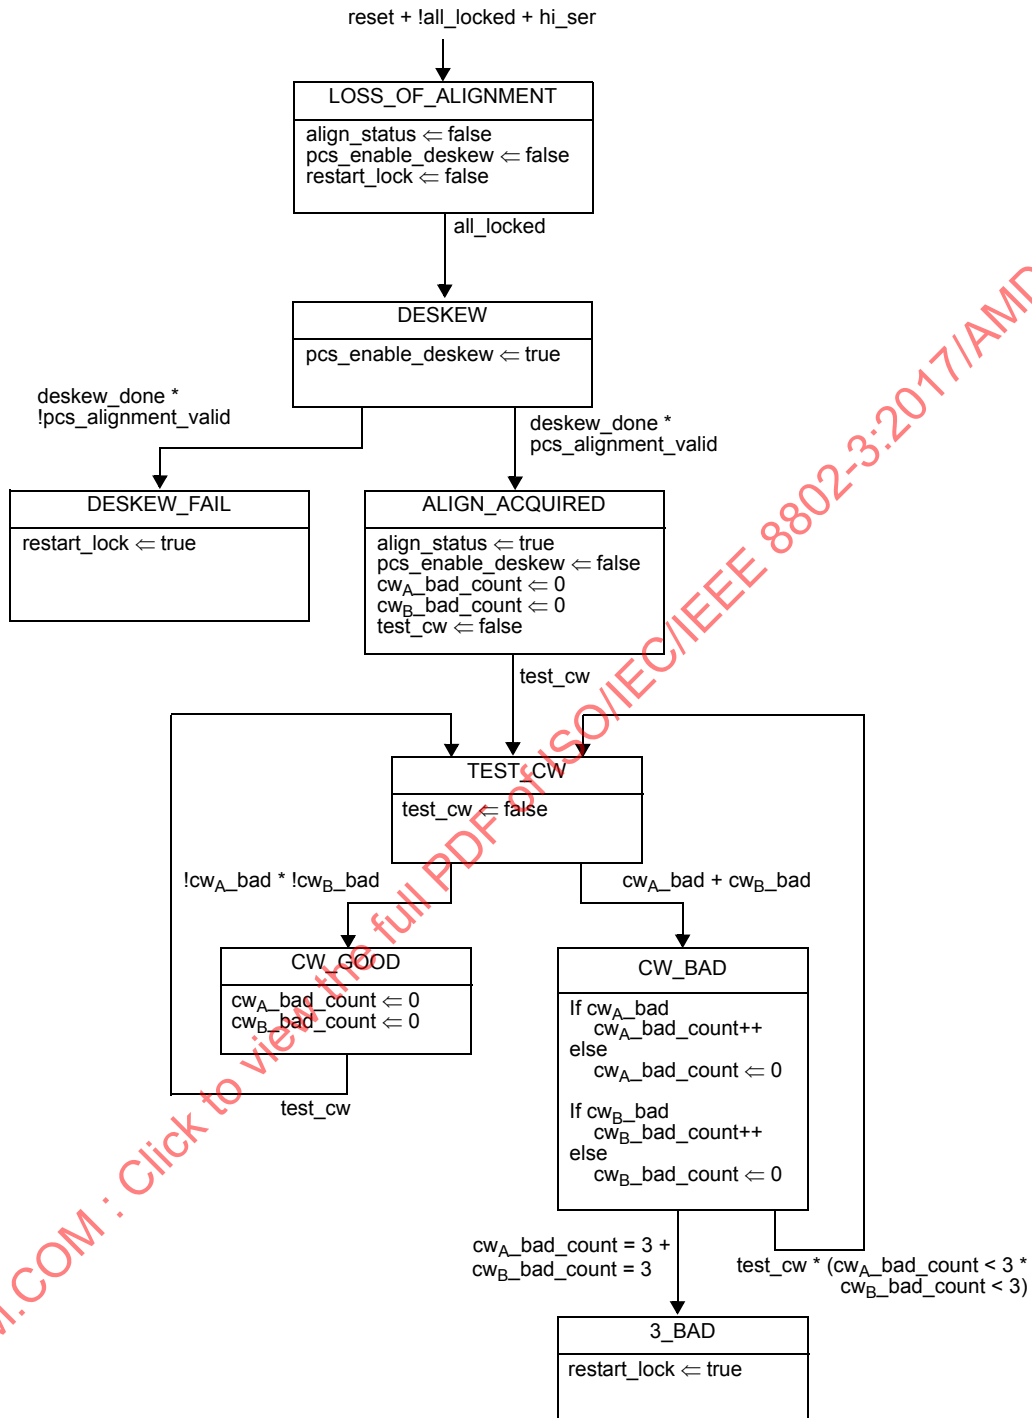 reset + !all_locked + hi_ser
LOSS_OF_ALIGNMENT
align_status ⇐ false
pcs_enable_deskew ⇐ false
restart_lock ⇐ false
all_locked
DESKEW
pcs_enable_deskew ⇐ true
deskew_done *
!pcs_alignment_valid
deskew_done *
pcs_alignment_valid
DESKEW_FAIL
restart_lock ⇐ true
ALIGN_ACQUIRED
align_status ⇐ true
pcs_enable_deskew ⇐ false
cwA_bad_count ⇐ 0
cwB_bad_count ⇐ 0
test_cw ⇐ false
test_cw
TEST_CW
test_cw ⇐ false
!cwA_bad * !cwB_bad
cwA_bad + cwB_bad
CW_GOOD
cwA_bad_count ⇐ 0
cwB_bad_count ⇐ 0
test_cw
CW_BAD
If cwA_bad
cwA_bad_count++
else
cwA_bad_count ⇐ 0
If cwB_bad
cwB_bad_count++
else
cwB_bad_count ⇐ 0
cwA_bad_count = 3 +
cwB_bad_count = 3
test_cw * (cwA_bad_count < 3 *
cwB_bad_count < 3)
3_BAD
restart_lock ⇐ true
M.COM : Click to view the full PDF of ISO/IEC/IEEE 8802-3:2017/AMD